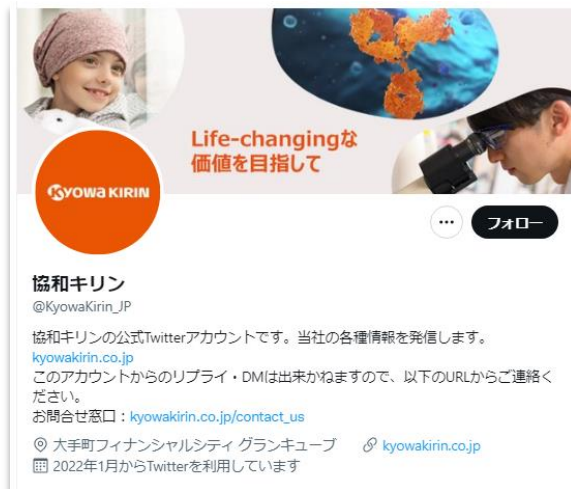 Life-changingな
価値を目指して
Kyowa KIRIN
フォロー
協和キリン
@KyowaKirin_JP
協和キリンの公式Twitterアカウントです。当社の各種情報を発信します。
kyowakirin.co.jp
このアカウントからのリプライ・DMは出来かねますので、以下のURLからご連絡く
ださい。
お問合せ窓口：kyowakirin.co.jp/contact_us
大手町フィナンシャルシティ グランキューブ kyowakirin.co.jp
2022年1月からTwitterを利用しています